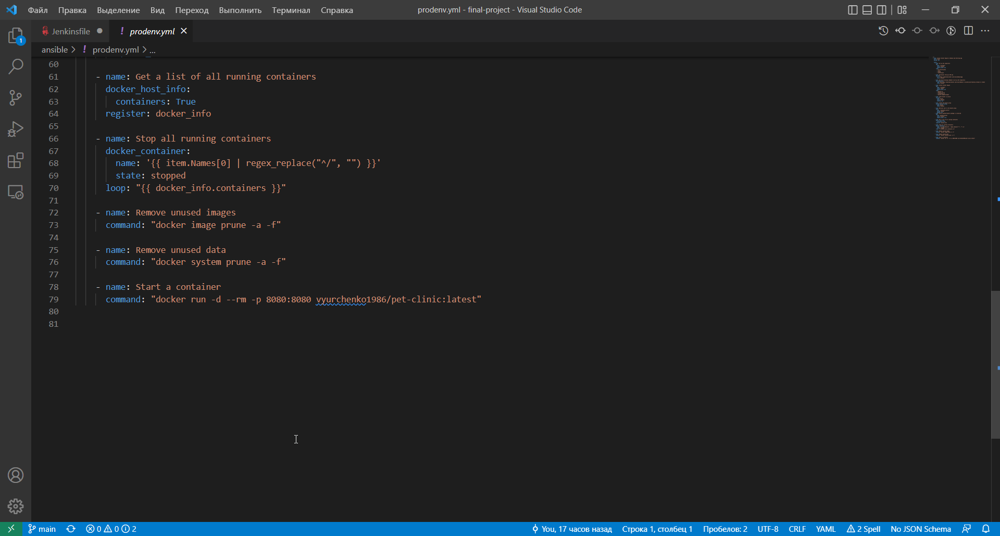 Файл Правка Выделение Вид Переход Выполнить Терминал Справка prodenv.yml - final-project - Visual Studio Code
Jenkinsfile ! prodenv.yml
ansible > ! prodenv.yml > ...
60
61 - name: Get a list of all running containers
62 docker_host_info:
63 containers: True
64 register: docker_info
65
66 - name: Stop all running containers
67 docker_container:
68 name: '{{ item.Names[0] | regex_replace("^/", "") }}'
69 state: stopped
70 loop: "{{ docker_info.containers }}"
71
72 - name: Remove unused images
73 command: "docker image prune -a -f"
74
75 - name: Remove unused data
76 command: "docker system prune -a -f"
77
78 - name: Start a container
79 command: "docker run -d --rm -p 8080:8080 vyurchenko1986/pet-clinic:latest"
80
81
1
main 0 0 2 You, 17 часов назад Строка 1, столбец 1 Пробелов: 2 UTF-8 CRLF YAML 2 Spell No JSON Schema